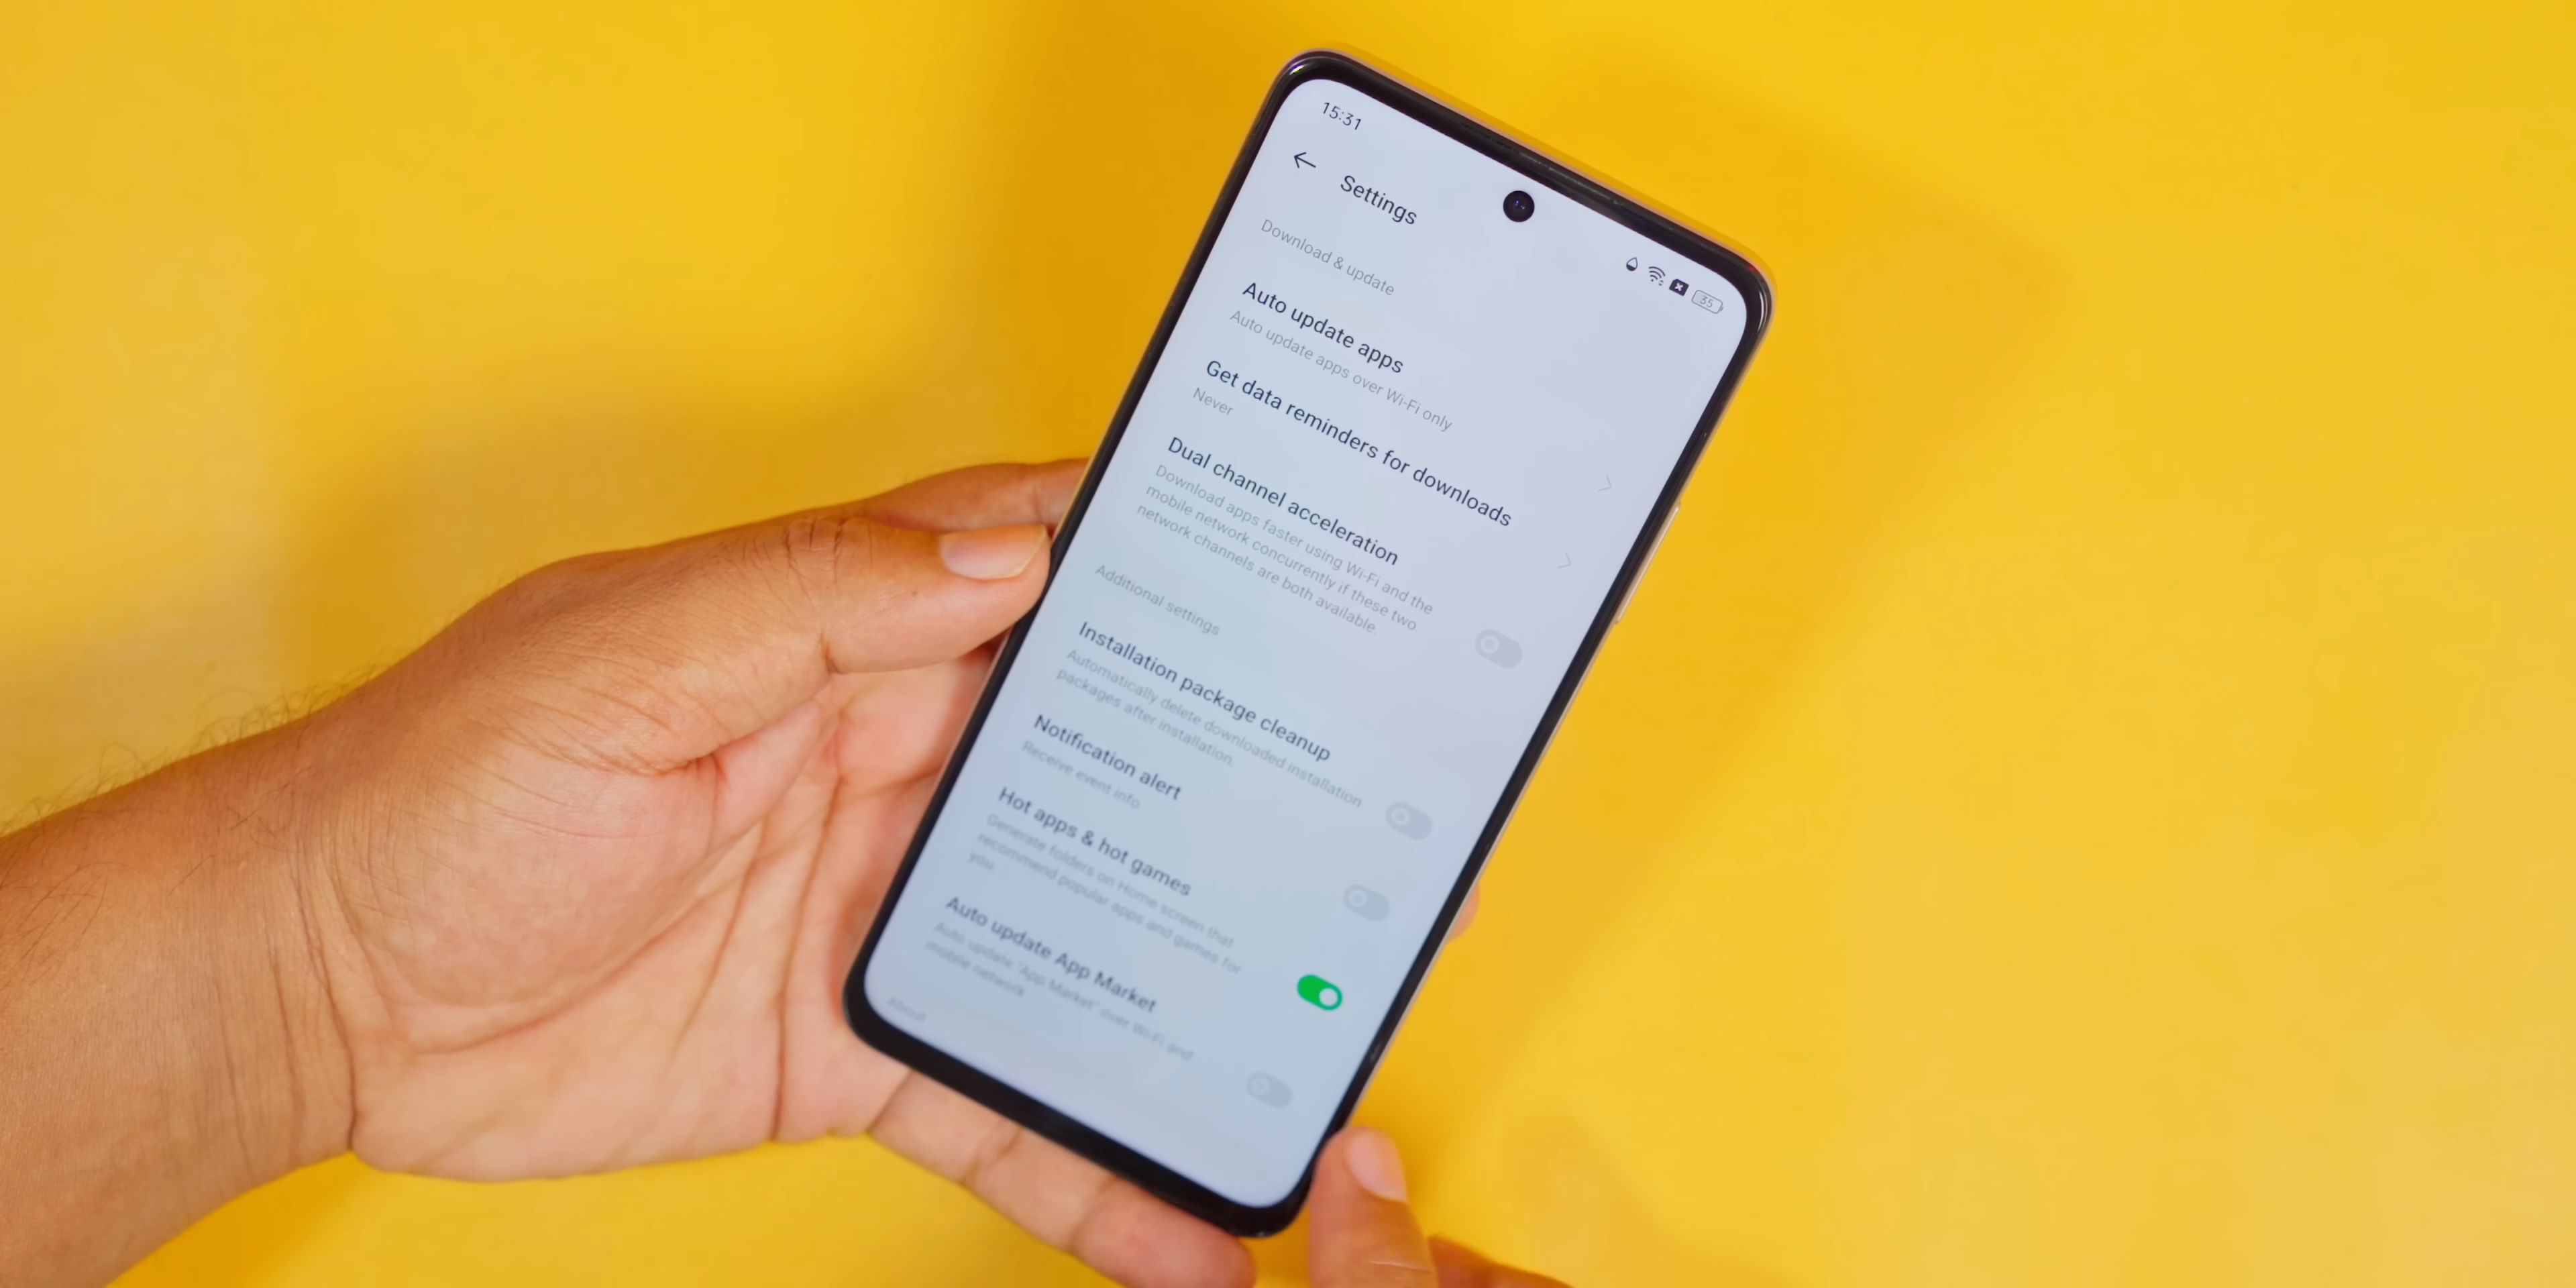 15:31
35
Settings
Download & update
Auto update apps
Auto update apps over Wi-Fi only
Get data reminders for downloads
Never
Dual channel acceleration
Download apps faster using Wi-Fi and the
mobile network concurrently if these two
network channels are both available.
Additional settings
Installation package cleanup
Automatically delete downloaded installation
packages after installation.
Notification alert
Receive event info
Hot apps & hot games
Generate folders on Home screen that
recommend popular apps and games for
you.
Auto update App Market
Auto update "App Market" over Wi-Fi and
mobile network
About